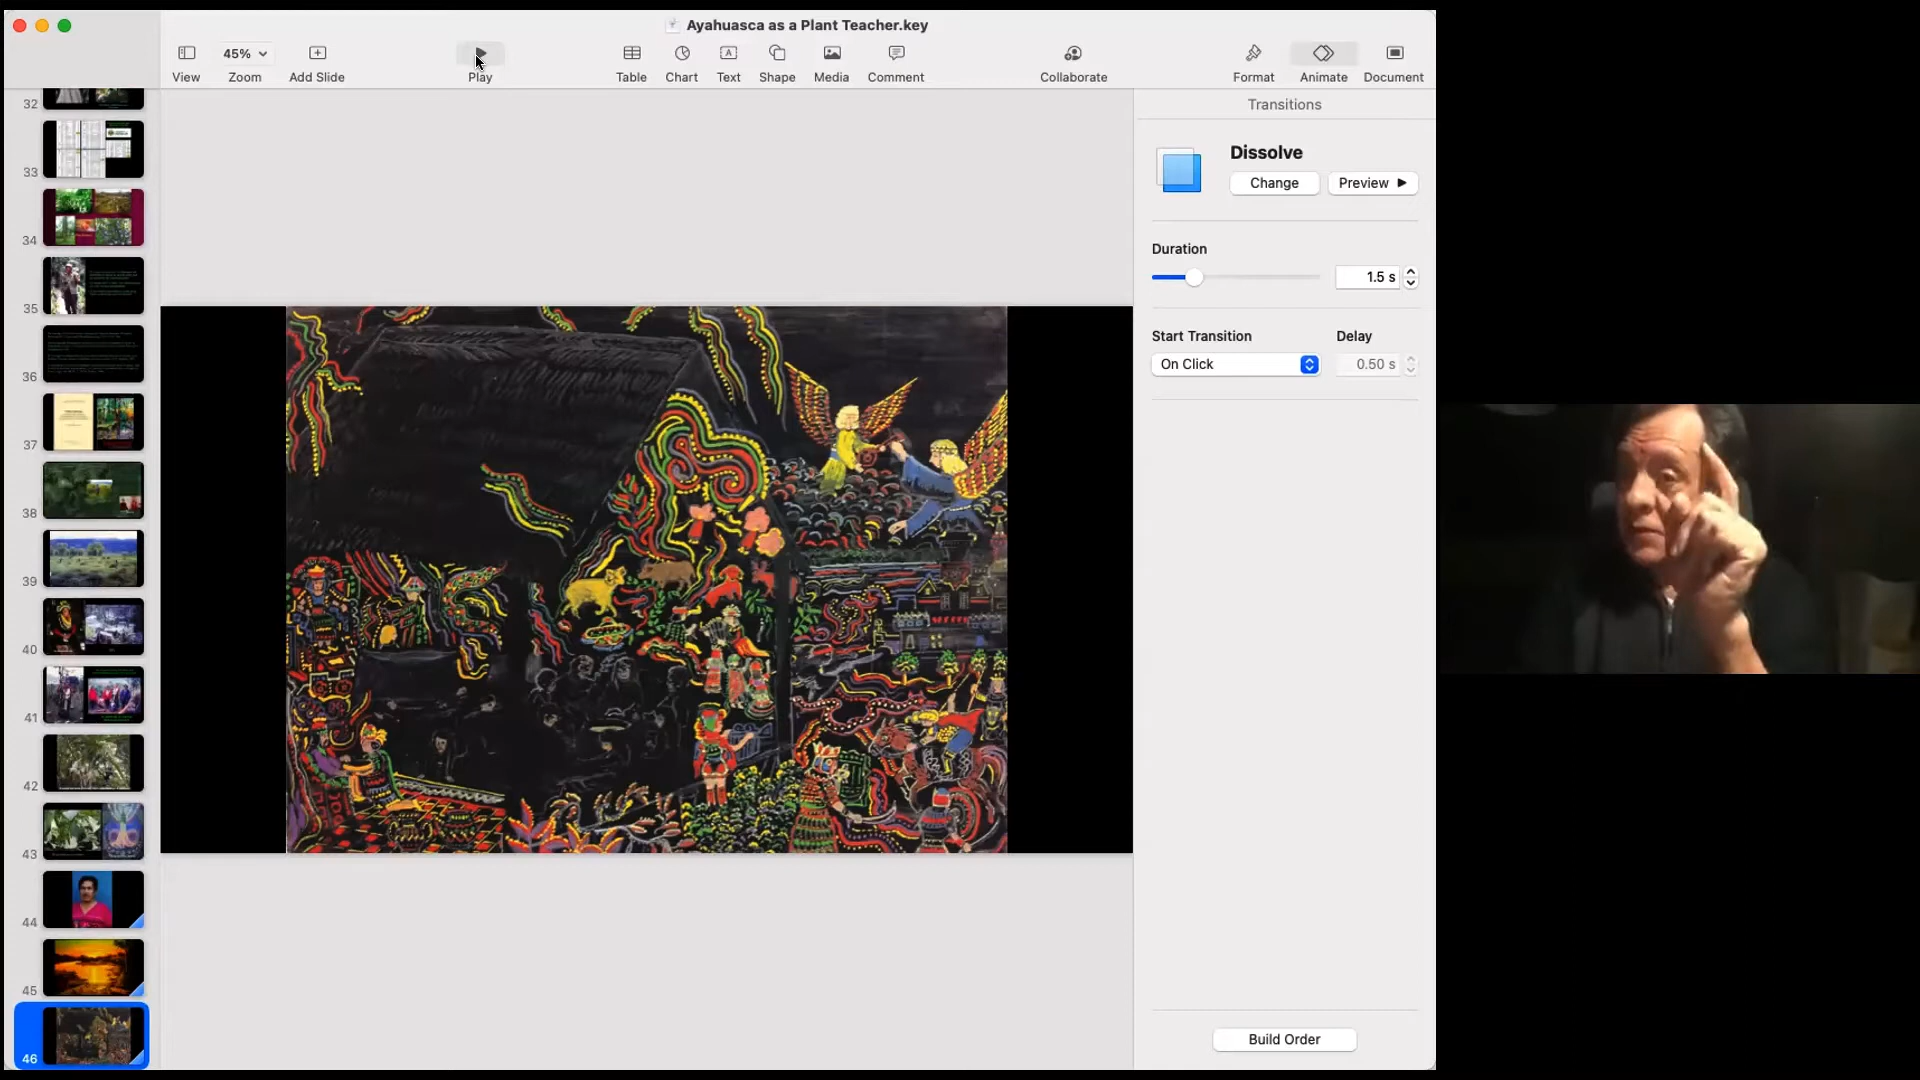 Ayahuasca as a Plant Teacher.key
View
45%
Zoom
Add Slide
Play
Table
Chart
Text
Shape
Media
Comment
Collaborate
Format
Animate
Document
Transitions
Dissolve
Change
Preview
Duration
1.5 s
Start Transition
Delay
On Click
0.50 s
Build Order
32
33
34
35
36
37
38
39
40
41
42
43
44
45
46